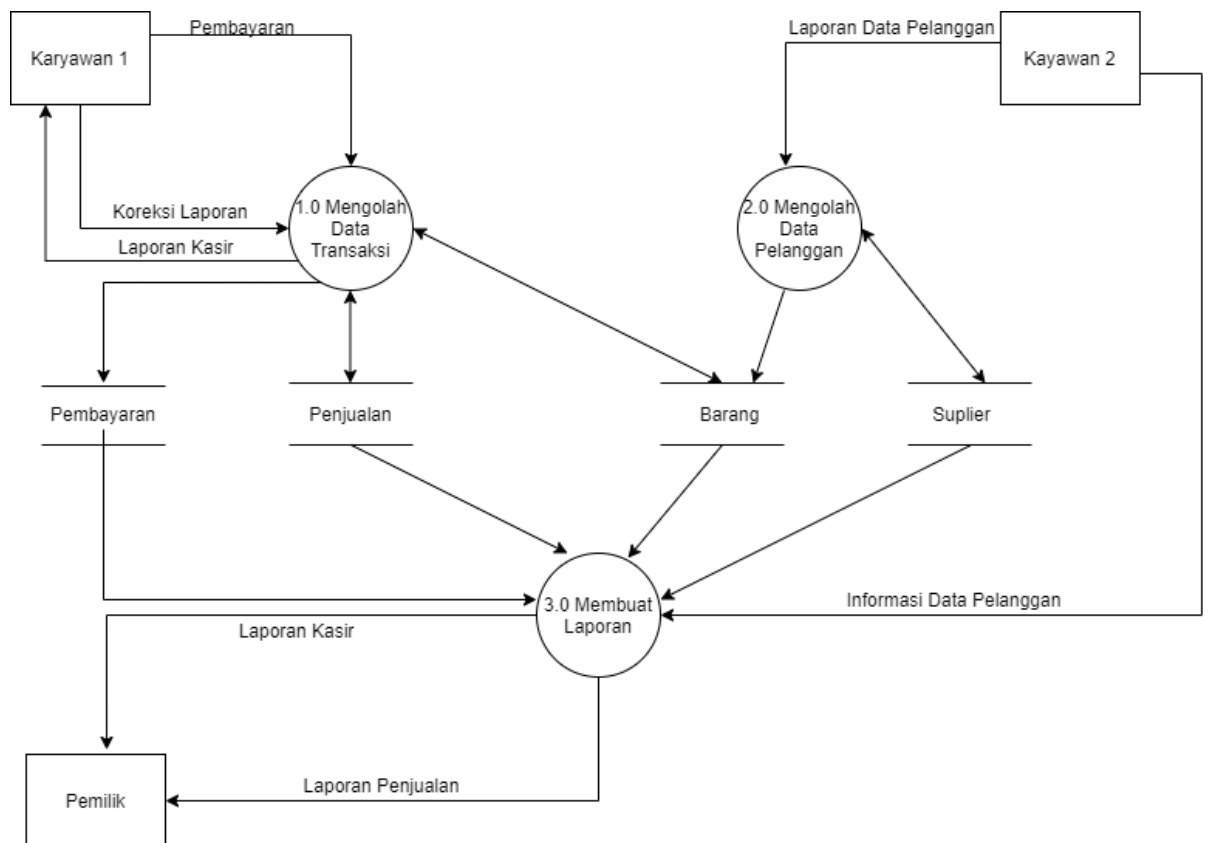 Pembayaran
Laporan Data Pelanggan
Karyawan 1
Kayawan 2
Koreksi Laporan
1.0 Mengolah
Data
Transaksi
2.0 Mengolah
Data
Pelanggan
Laporan Kasir
Pembayaran
Penjualan
Barang
Suplier
3.0 Membuat
Laporan
Informasi Data Pelanggan
Laporan Kasir
Laporan Penjualan
Pemilik